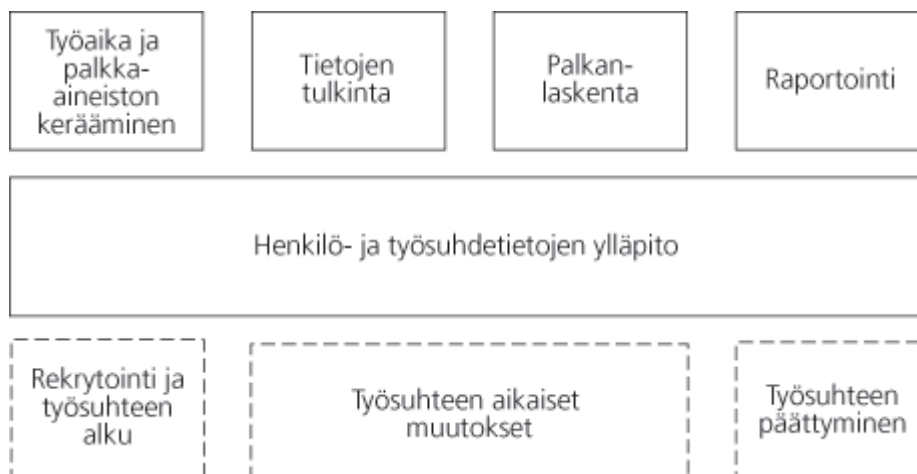 Työaika ja
palkka-
aineiston
kerääminen
Tietojen
tulkinta
Palkan-
laskenta
Raportointi
Henkilö- ja työsuhdetietojen ylläpito
Rekrytointi ja
työsuhteen
alku
Työsuhteen aikaiset
muutokset
Työsuhteen
päättyminen